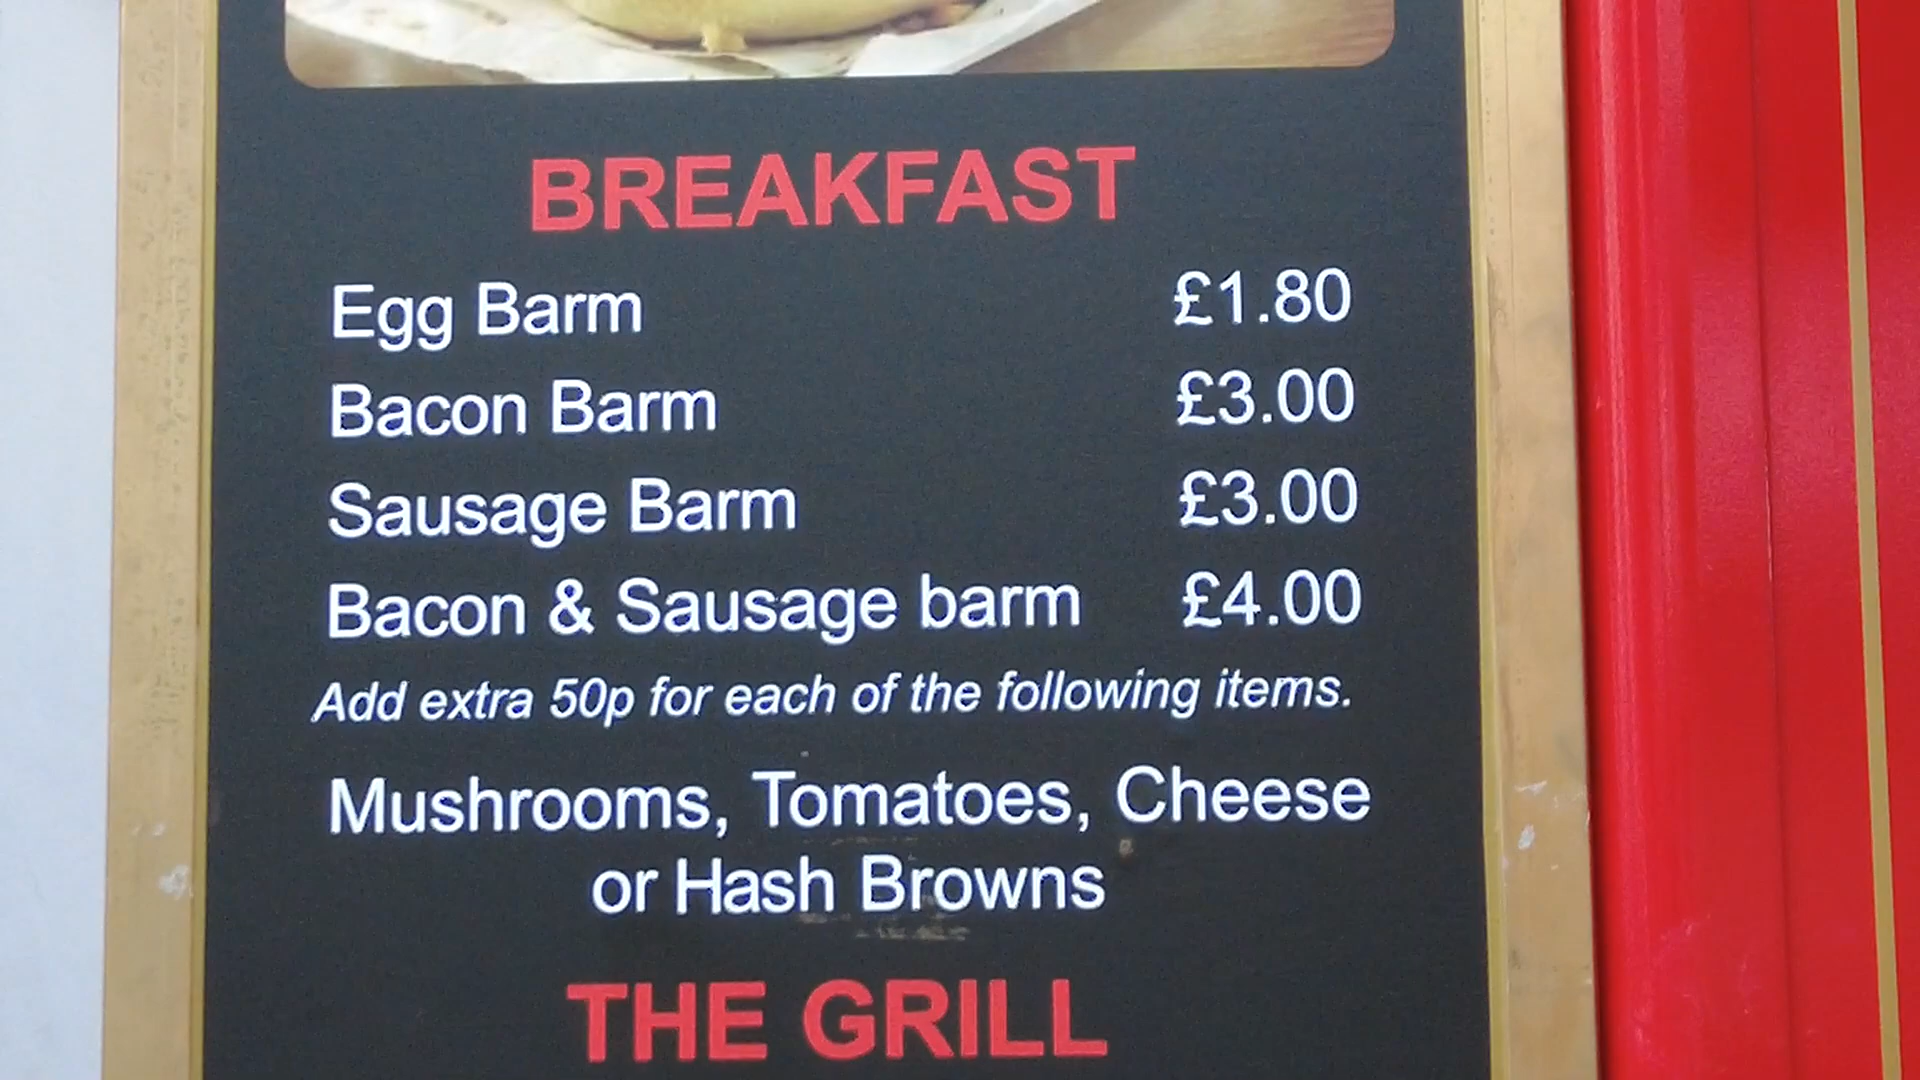 BREAKFAST
Egg Barm £1.80
Bacon Barm £3.00
Sausage Barm £3.00
Bacon & Sausage barm £4.00
Add extra 50p for each of the following items.
Mushrooms, Tomatoes, Cheese
or Hash Browns
THE GRILL